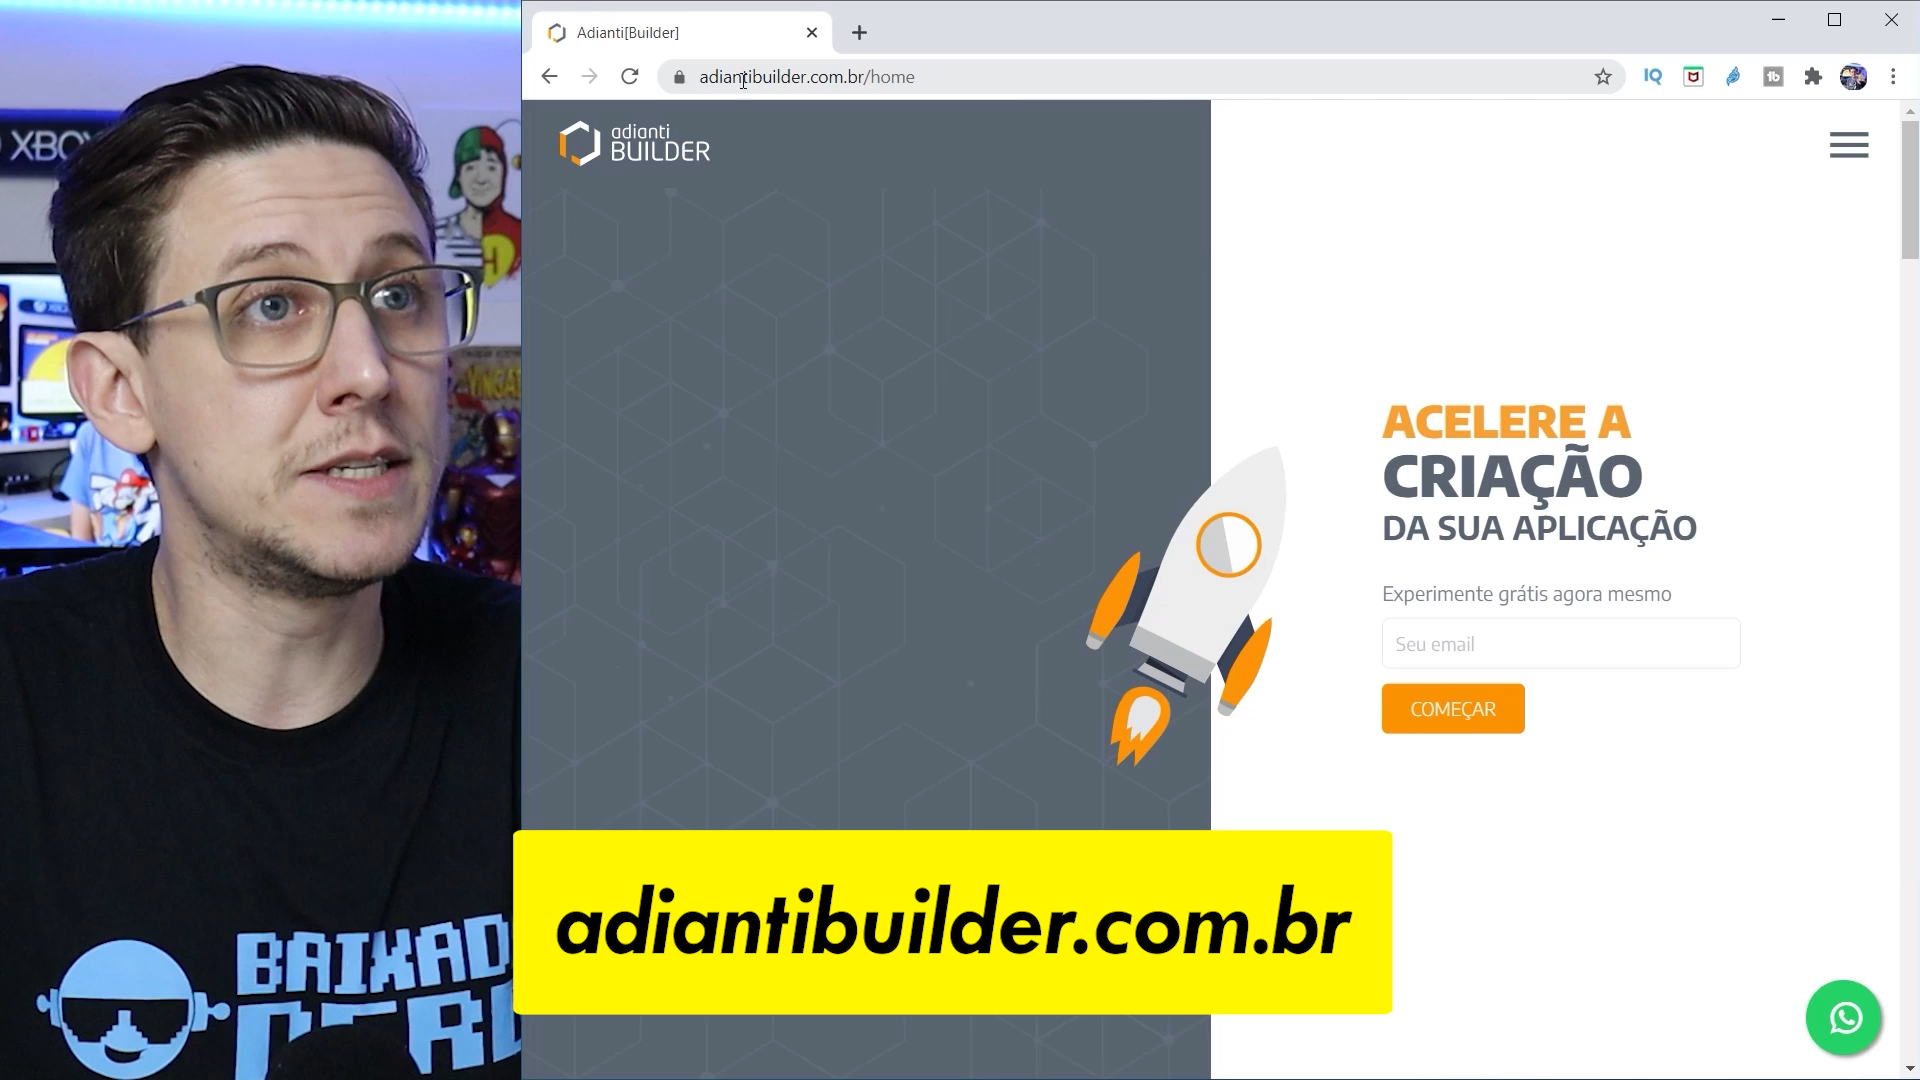 Adianti[Builder]
adiantibuilder.com.br/home
adianti
BUILDER
XBOX
ACELERE A
CRIAÇÃO
DA SUA APLICAÇÃO
Experimente grátis agora mesmo
Seu email
COMEÇAR
adiantibuilder.com.br
BAIXAD